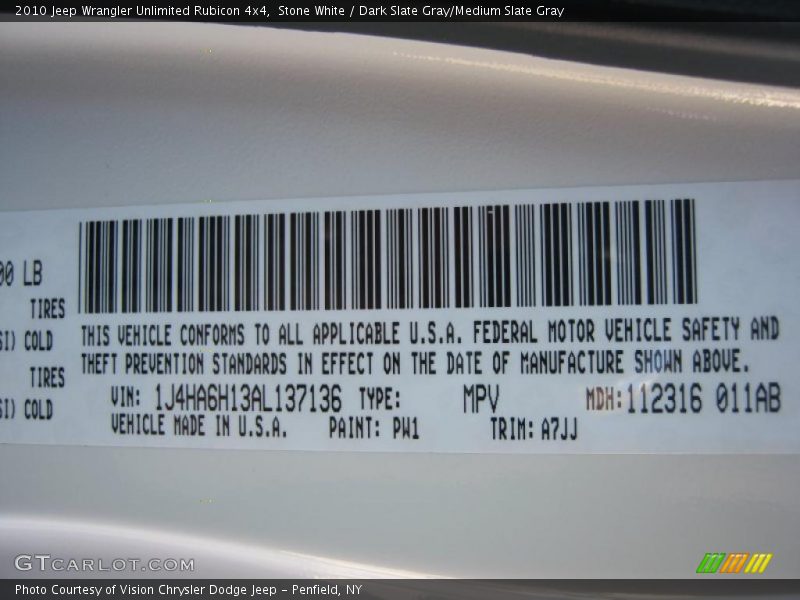 2010 Jeep Wrangler Unlimited Rubicon 4x4, Stone White / Dark Slate Gray/Medium Slate Gray
00 LB
TIRES
SI) COLD
TIRES
SI) COLD
THIS VEHICLE CONFORMS TO ALL APPLICABLE U.S.A. FEDERAL MOTOR VEHICLE SAFETY AND
THEFT PREVENTION STANDARDS IN EFFECT ON THE DATE OF MANUFACTURE SHOWN ABOVE.
VIN: 1J4HA6H13AL137136 TYPE: MPV MDH: 112316 011AB
VEHICLE MADE IN U.S.A. PAINT: PW1 TRIM: A7JJ
GTCARLOT.COM
Photo Courtesy of Vision Chrysler Dodge Jeep - Penfield, NY